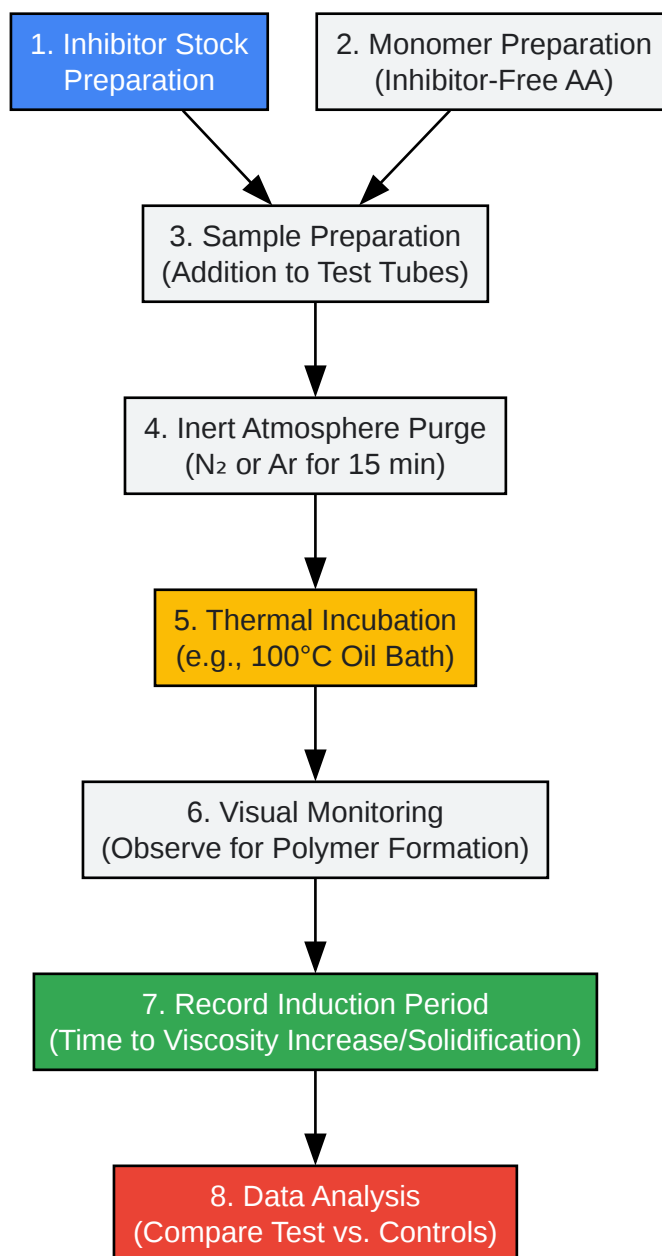 1. Inhibitor Stock
Preparation
2. Monomer Preparation
(Inhibitor-Free AA)
3. Sample Preparation
(Addition to Test Tubes)
4. Inert Atmosphere Purge
(N₂ or Ar for 15 min)
5. Thermal Incubation
(e.g., 100°C Oil Bath)
6. Visual Monitoring
(Observe for Polymer Formation)
7. Record Induction Period
(Time to Viscosity Increase/Solidification)
8. Data Analysis
(Compare Test vs. Controls)